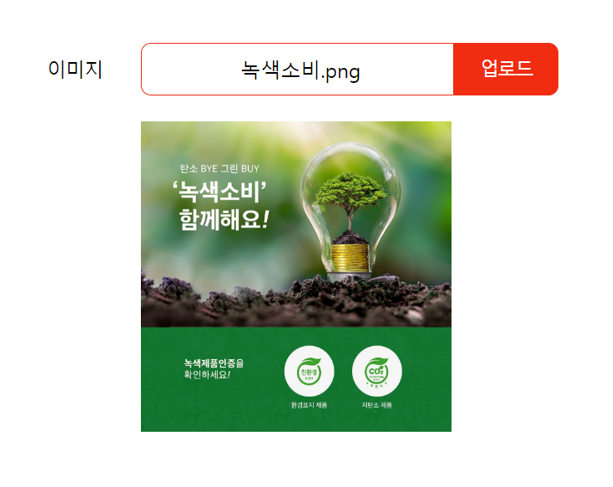 이미지
녹색소비.png
업로드
탄소 BYE 그린 BUY
‘녹색소비’
함께해요!
녹색제품인증을
확인하세요!
친환경
CO2
환경표지 제품
저탄소 제품